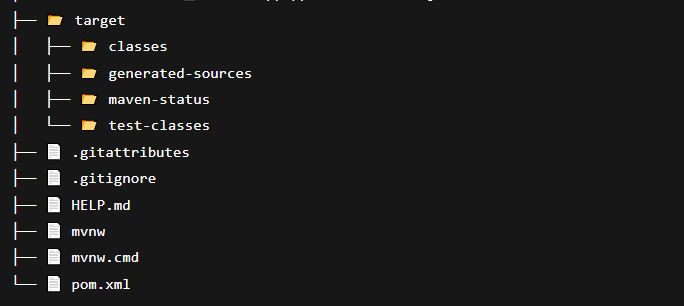 target
classes
generated-sources
maven-status
test-classes
.gitattributes
.gitignore
HELP.md
mvnw
mvnw.cmd
pom.xml